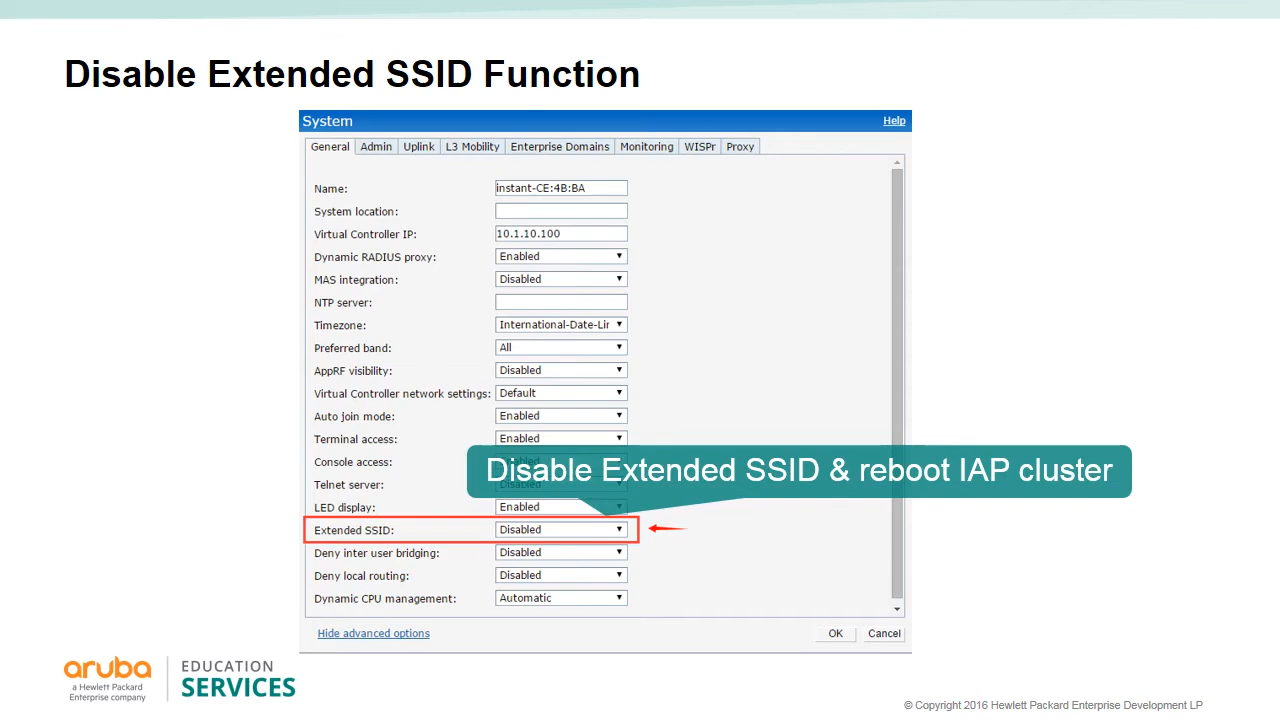 Disable Extended SSID Function
System
Help
General Admin Uplink L3 Mobility Enterprise Domains Monitoring WISPr Proxy
Name: instant-CE:4B:BA
System location:
Virtual Controller IP: 10.1.10.100
Dynamic RADIUS proxy: Enabled
MAS integration: Disabled
NTP server:
Timezone: International-Date-Lir
Preferred band: All
AppRF visibility: Disabled
Virtual Controller network settings: Default
Auto join mode: Enabled
Terminal access: Enabled
Console access: Enabled
Disable Extended SSID & reboot IAP cluster
Telnet server: Disabled
LED display: Enabled
Extended SSID: Disabled
Deny inter user bridging: Disabled
Deny local routing: Disabled
Dynamic CPU management: Automatic
Hide advanced options
OK Cancel
aruba
a Hewlett Packard
Enterprise company
EDUCATION
SERVICES
© Copyright 2016 Hewlett Packard Enterprise Development LP